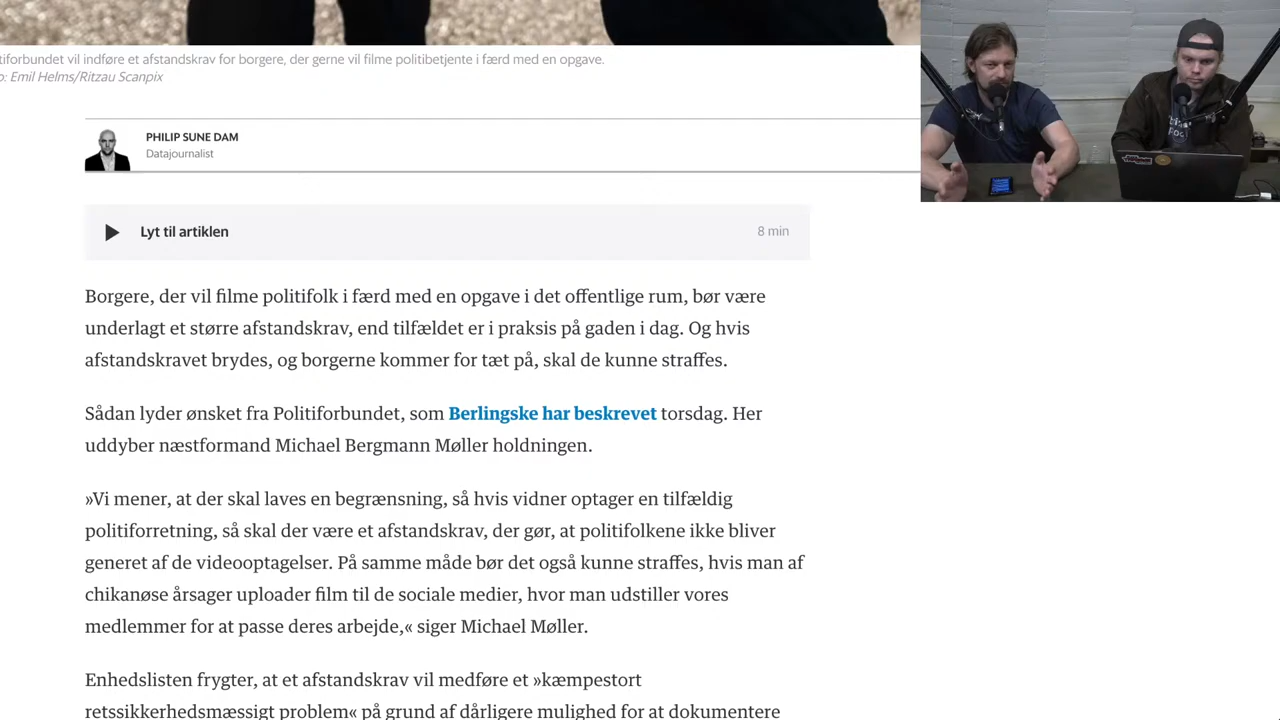 tiforbundet vil indføre et afstandskrav for borgere, der gerne vil filme politibetjente i færd med en opgave.
o: Emil Helms/Ritzau Scanpix
PHILIP SUNE DAM
Datajournalist
Lyt til artiklen
8 min
Borgere, der vil filme politifolk i færd med en opgave i det offentlige rum, bør være
underlagt et større afstandskrav, end tilfældet er i praksis på gaden i dag. Og hvis
afstandskravet brydes, og borgerne kommer for tæt på, skal de kunne straffes.
Sådan lyder ønsket fra Politiforbundet, som Berlingske har beskrevet torsdag. Her
uddyber næstformand Michael Bergmann Møller holdningen.
»Vi mener, at der skal laves en begrænsning, så hvis vidner optager en tilfældig
politiforretning, så skal der være et afstandskrav, der gør, at politifolkene ikke bliver
generet af de videooptagelser. På samme måde bør det også kunne straffes, hvis man af
chikanøse årsager uploader film til de sociale medier, hvor man udstiller vores
medlemmer for at passe deres arbejde,« siger Michael Møller.
Enhedslisten frygter, at et afstandskrav vil medføre et »kæmpestort
retssikkerhedsmæssigt problem« på grund af dårligere mulighed for at dokumentere